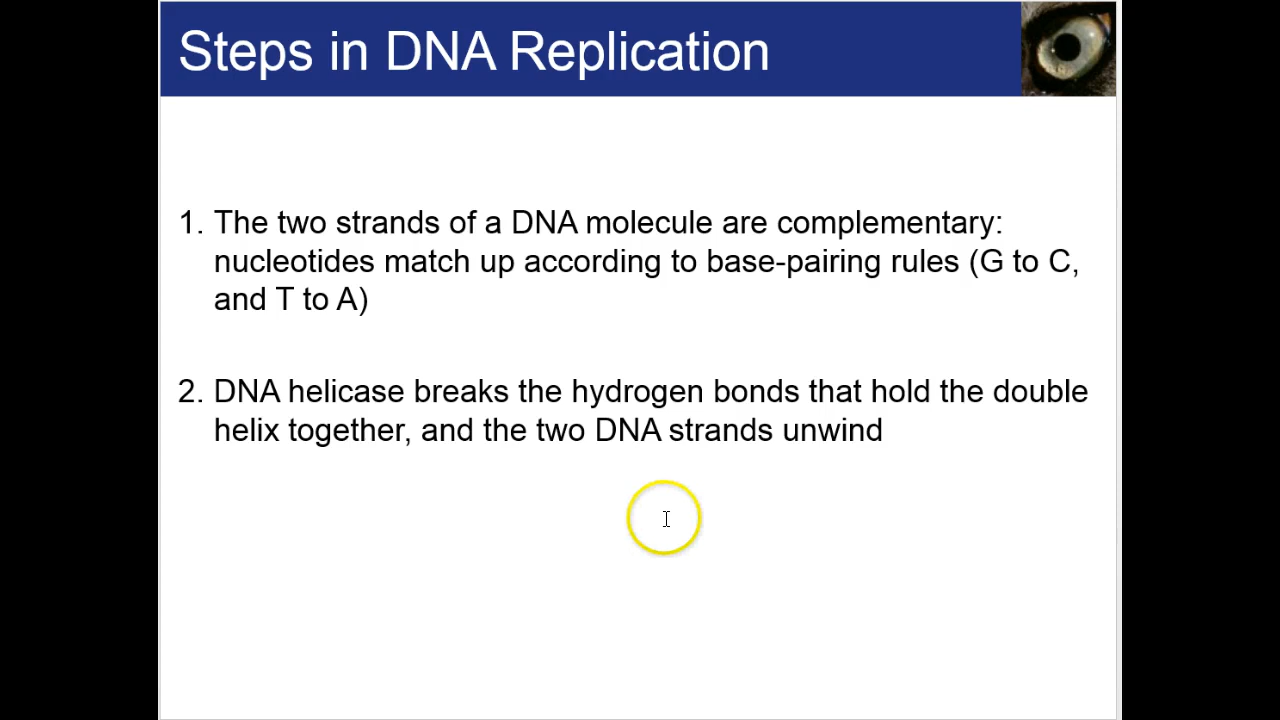 Steps in DNA Replication
1. The two strands of a DNA molecule are complementary:
nucleotides match up according to base-pairing rules (G to C,
and T to A)
2. DNA helicase breaks the hydrogen bonds that hold the double
helix together, and the two DNA strands unwind